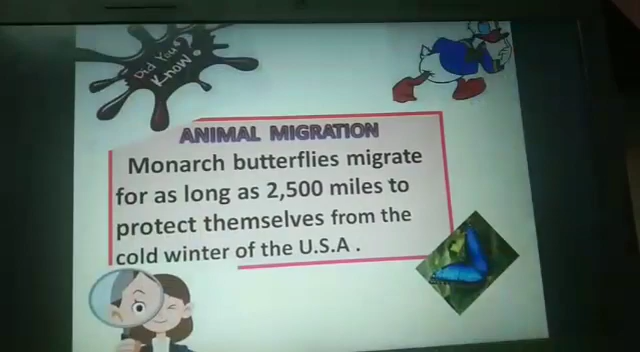 Did You
Know?
ANIMAL MIGRATION
Monarch butterflies migrate
for as long as 2,500 miles to
protect themselves from the
cold winter of the U.S.A .